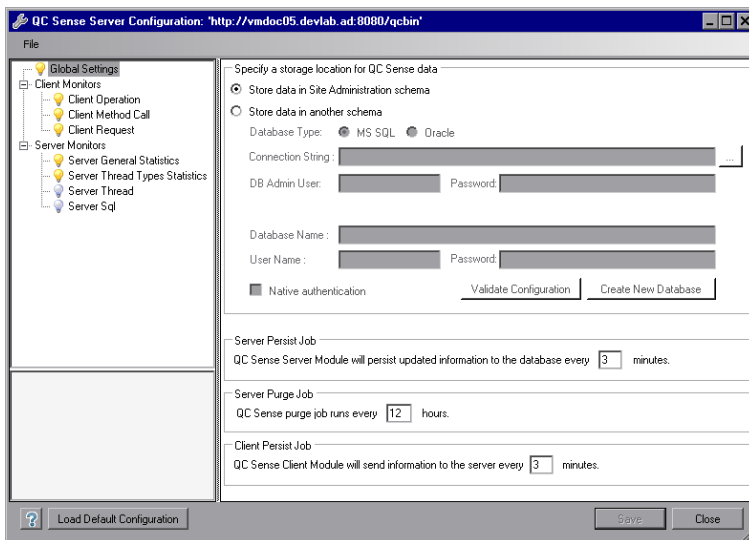 QC Sense Server Configuration: 'http://vmdoc05.devlab.ad:8080/qcbin'
File
Global Settings
Client Monitors
Client Operation
Client Method Call
Client Request
Server Monitors
Server General Statistics
Server Thread Types Statistics
Server Thread
Server Sql
Specify a storage location for QC Sense data
Store data in Site Administration schema
Store data in another schema
Database Type: MS SQL Oracle
Connection String : ...
DB Admin User: Password:
Database Name :
User Name : Password:
Native authentication Validate Configuration Create New Database
Server Persist Job
QC Sense Server Module will persist updated information to the database every 3 minutes.
Server Purge Job
QC Sense purge job runs every 12 hours.
Client Persist Job
QC Sense Client Module will send information to the server every 3 minutes.
? Load Default Configuration Save Close